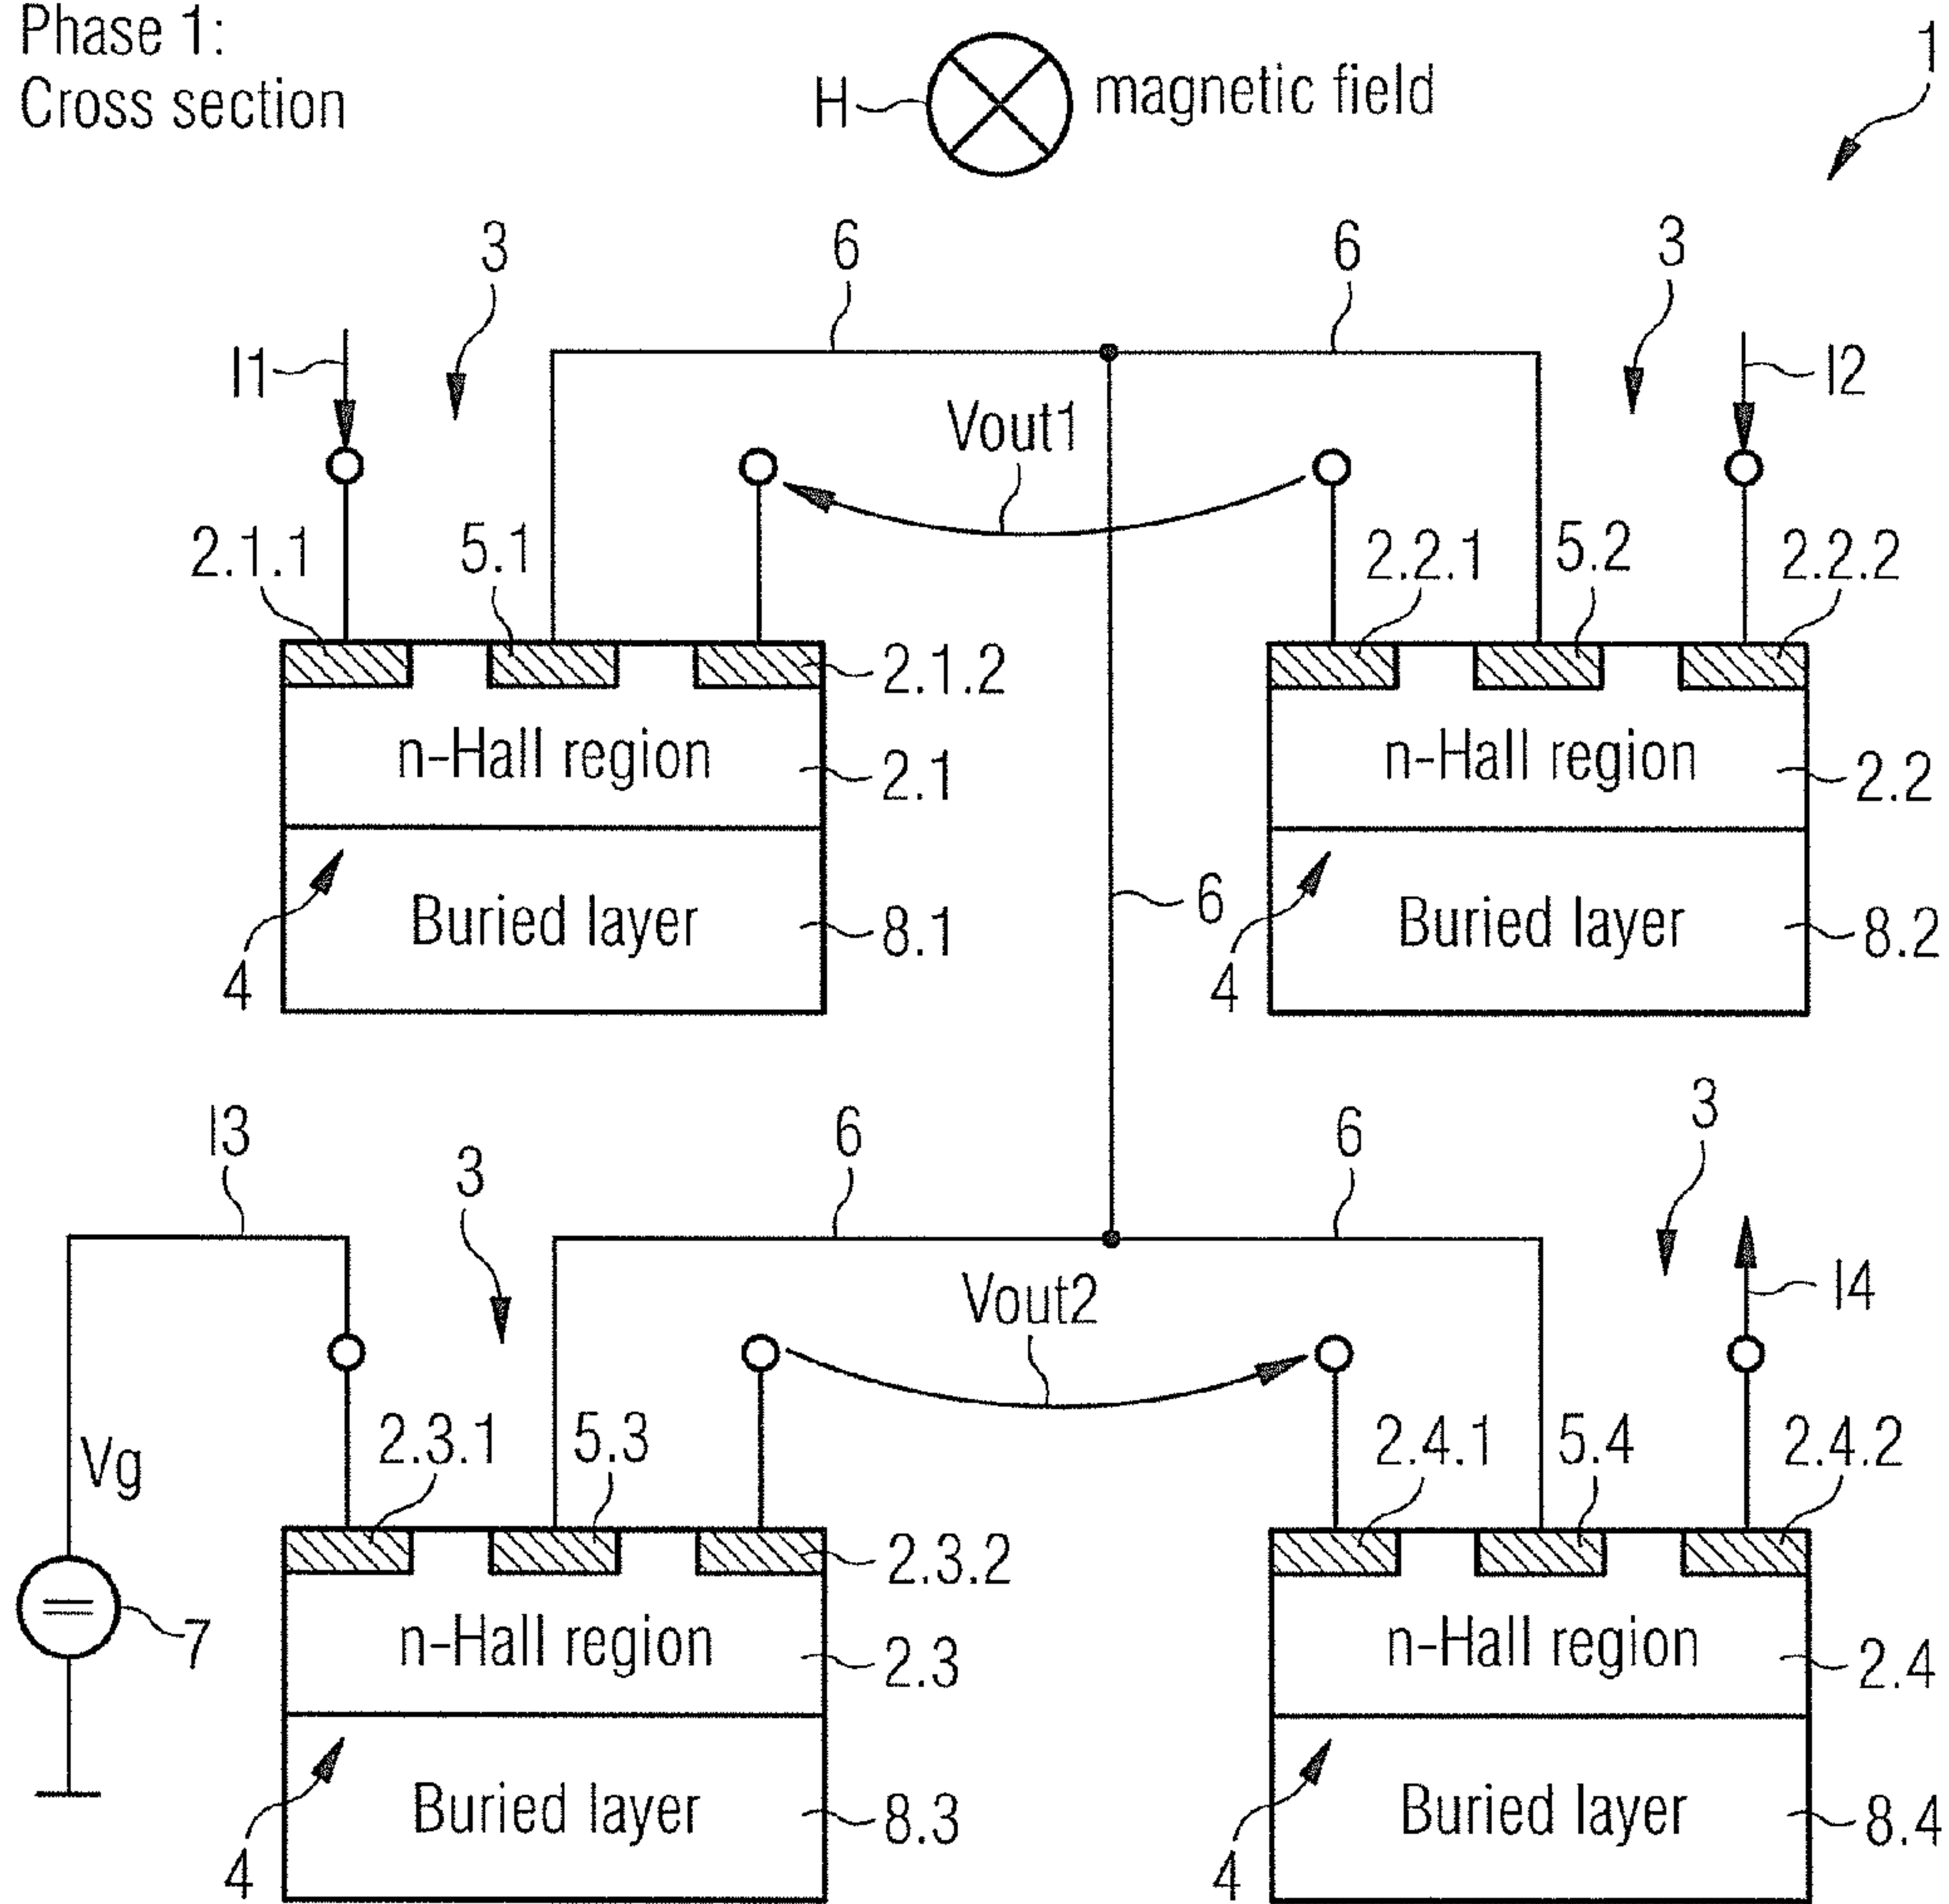 Phase 1:
Cross section
H
magnetic field
1
3
6
6
3
I1
Vout1
I2
2.1.1
5.1
2.2.1
5.2
2.2.2
2.1.2
n-Hall region
2.1
n-Hall region
2.2
Buried layer
8.1
6
Buried layer
8.2
4
4
I3
3
6
6
3
Vout2
I4
Vg
2.3.1
5.3
2.4.1
5.4
2.4.2
2.3.2
=
7
n-Hall region
2.3
n-Hall region
2.4
Buried layer
8.3
Buried layer
8.4
4
4